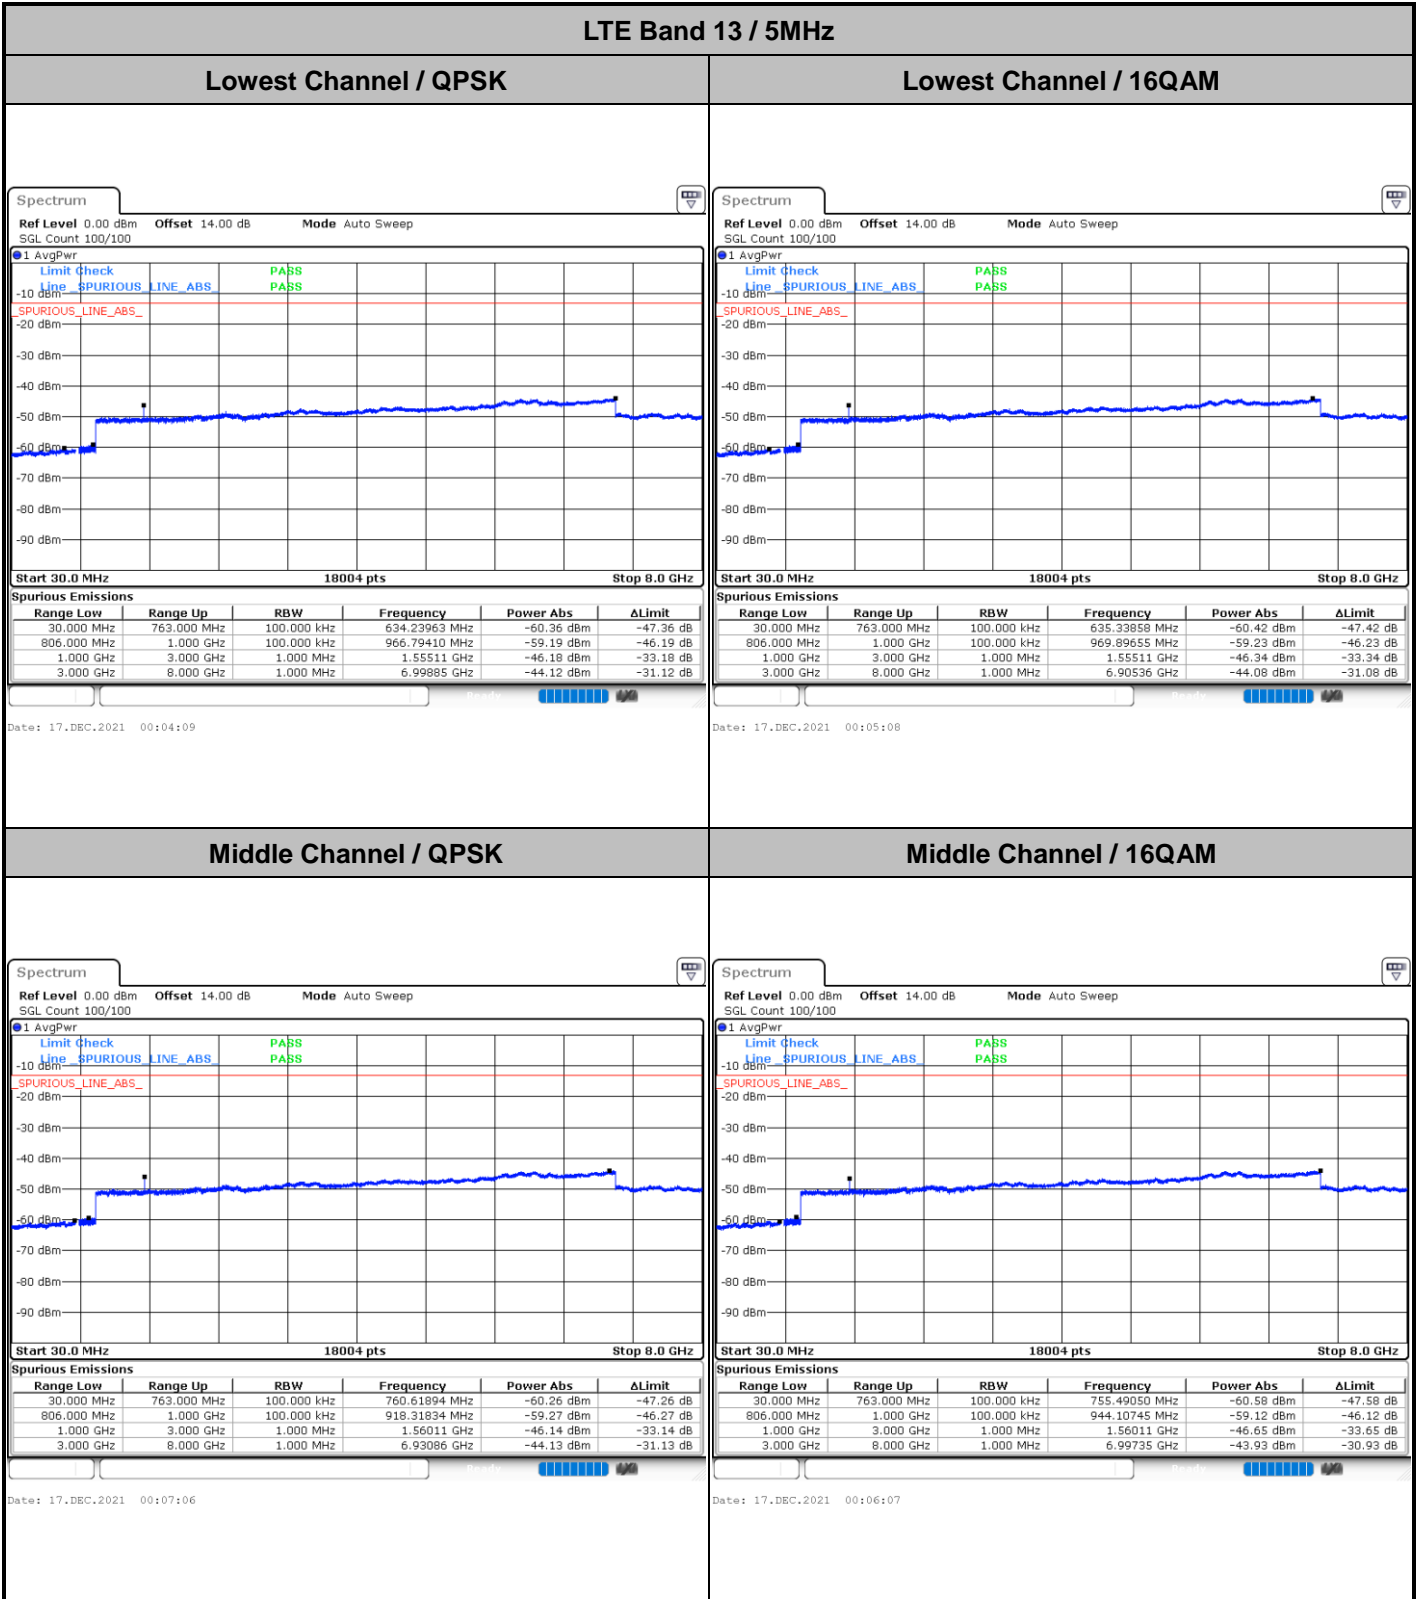 LTE Band 13 / 5MHz
Lowest Channel / QPSK
Lowest Channel / 16QAM
Spectrum
Ref Level 0.00 dBm Offset 14.00 dB Mode Auto Sweep
SGL Count 100/100
1 AvgPwr
Limit Check PASS
Line _SPURIOUS_LINE_ABS_ PASS
-10 dBm
_SPURIOUS_LINE_ABS_
-20 dBm
-30 dBm
-40 dBm
-50 dBm
-60 dBm
-70 dBm
-80 dBm
-90 dBm
Start 30.0 MHz 18004 pts Stop 8.0 GHz
Spurious Emissions
Range Low Range Up RBW Frequency Power Abs ΔLimit
30.000 MHz 763.000 MHz 100.000 kHz 634.23963 MHz -60.36 dBm -47.36 dB
806.000 MHz 1.000 GHz 100.000 kHz 966.79410 MHz -59.19 dBm -46.19 dB
1.000 GHz 3.000 GHz 1.000 MHz 1.55511 GHz -46.18 dBm -33.18 dB
3.000 GHz 8.000 GHz 1.000 MHz 6.99885 GHz -44.12 dBm -31.12 dB
Ready
Date: 17.DEC.2021 00:04:09
Spectrum
Ref Level 0.00 dBm Offset 14.00 dB Mode Auto Sweep
SGL Count 100/100
1 AvgPwr
Limit Check PASS
Line _SPURIOUS_LINE_ABS_ PASS
-10 dBm
_SPURIOUS_LINE_ABS_
-20 dBm
-30 dBm
-40 dBm
-50 dBm
-60 dBm
-70 dBm
-80 dBm
-90 dBm
Start 30.0 MHz 18004 pts Stop 8.0 GHz
Spurious Emissions
Range Low Range Up RBW Frequency Power Abs ΔLimit
30.000 MHz 763.000 MHz 100.000 kHz 635.33858 MHz -60.42 dBm -47.42 dB
806.000 MHz 1.000 GHz 100.000 kHz 969.89655 MHz -59.23 dBm -46.23 dB
1.000 GHz 3.000 GHz 1.000 MHz 1.55511 GHz -46.34 dBm -33.34 dB
3.000 GHz 8.000 GHz 1.000 MHz 6.90536 GHz -44.08 dBm -31.08 dB
Ready
Date: 17.DEC.2021 00:05:08
Middle Channel / QPSK
Middle Channel / 16QAM
Spectrum
Ref Level 0.00 dBm Offset 14.00 dB Mode Auto Sweep
SGL Count 100/100
1 AvgPwr
Limit Check PASS
Line _SPURIOUS_LINE_ABS_ PASS
-10 dBm
_SPURIOUS_LINE_ABS_
-20 dBm
-30 dBm
-40 dBm
-50 dBm
-60 dBm
-70 dBm
-80 dBm
-90 dBm
Start 30.0 MHz 18004 pts Stop 8.0 GHz
Spurious Emissions
Range Low Range Up RBW Frequency Power Abs ΔLimit
30.000 MHz 763.000 MHz 100.000 kHz 760.61894 MHz -60.26 dBm -47.26 dB
806.000 MHz 1.000 GHz 100.000 kHz 918.31834 MHz -59.27 dBm -46.27 dB
1.000 GHz 3.000 GHz 1.000 MHz 1.56011 GHz -46.14 dBm -33.14 dB
3.000 GHz 8.000 GHz 1.000 MHz 6.93086 GHz -44.13 dBm -31.13 dB
Ready
Date: 17.DEC.2021 00:07:06
Spectrum
Ref Level 0.00 dBm Offset 14.00 dB Mode Auto Sweep
SGL Count 100/100
1 AvgPwr
Limit Check PASS
Line _SPURIOUS_LINE_ABS_ PASS
-10 dBm
_SPURIOUS_LINE_ABS_
-20 dBm
-30 dBm
-40 dBm
-50 dBm
-60 dBm
-70 dBm
-80 dBm
-90 dBm
Start 30.0 MHz 18004 pts Stop 8.0 GHz
Spurious Emissions
Range Low Range Up RBW Frequency Power Abs ΔLimit
30.000 MHz 763.000 MHz 100.000 kHz 755.49050 MHz -60.58 dBm -47.58 dB
806.000 MHz 1.000 GHz 100.000 kHz 944.10745 MHz -59.12 dBm -46.12 dB
1.000 GHz 3.000 GHz 1.000 MHz 1.56011 GHz -46.65 dBm -33.65 dB
3.000 GHz 8.000 GHz 1.000 MHz 6.99735 GHz -43.93 dBm -30.93 dB
Ready
Date: 17.DEC.2021 00:06:07